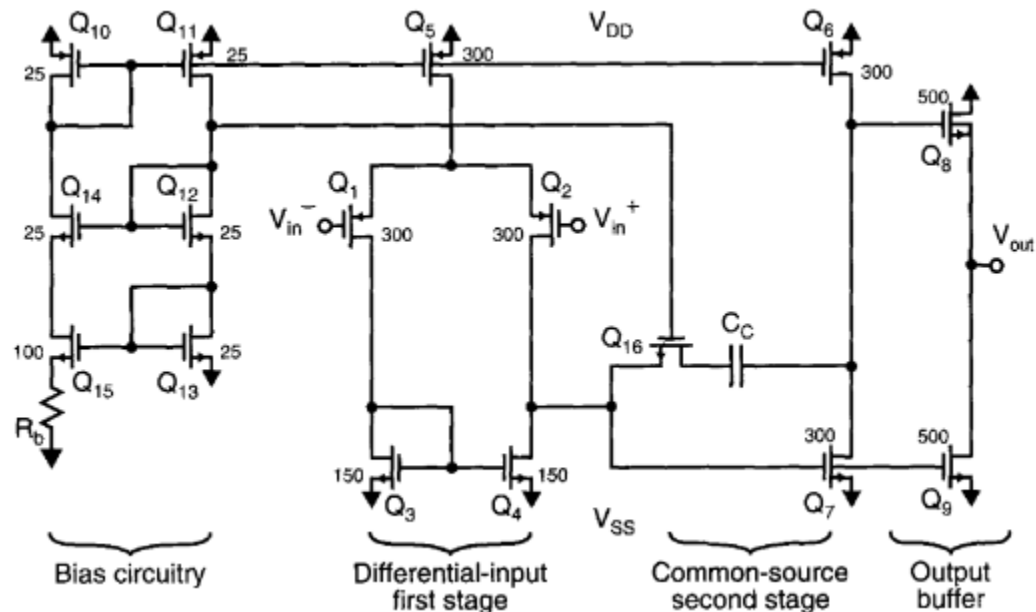 Q10 Q11 Q5 VDD Q6
25 25 300 300
500
Q8
Q14 Q12 Q1 Q2
Vin− Vin+
25 25 300 300
Vout
Q16 CC
100 25
Q15 Q13
Rb
300 500
150 150
Q3 Q4 Q7 Q9
VSS
Bias circuitry
Differential-input
first stage
Common-source
second stage
Output
buffer